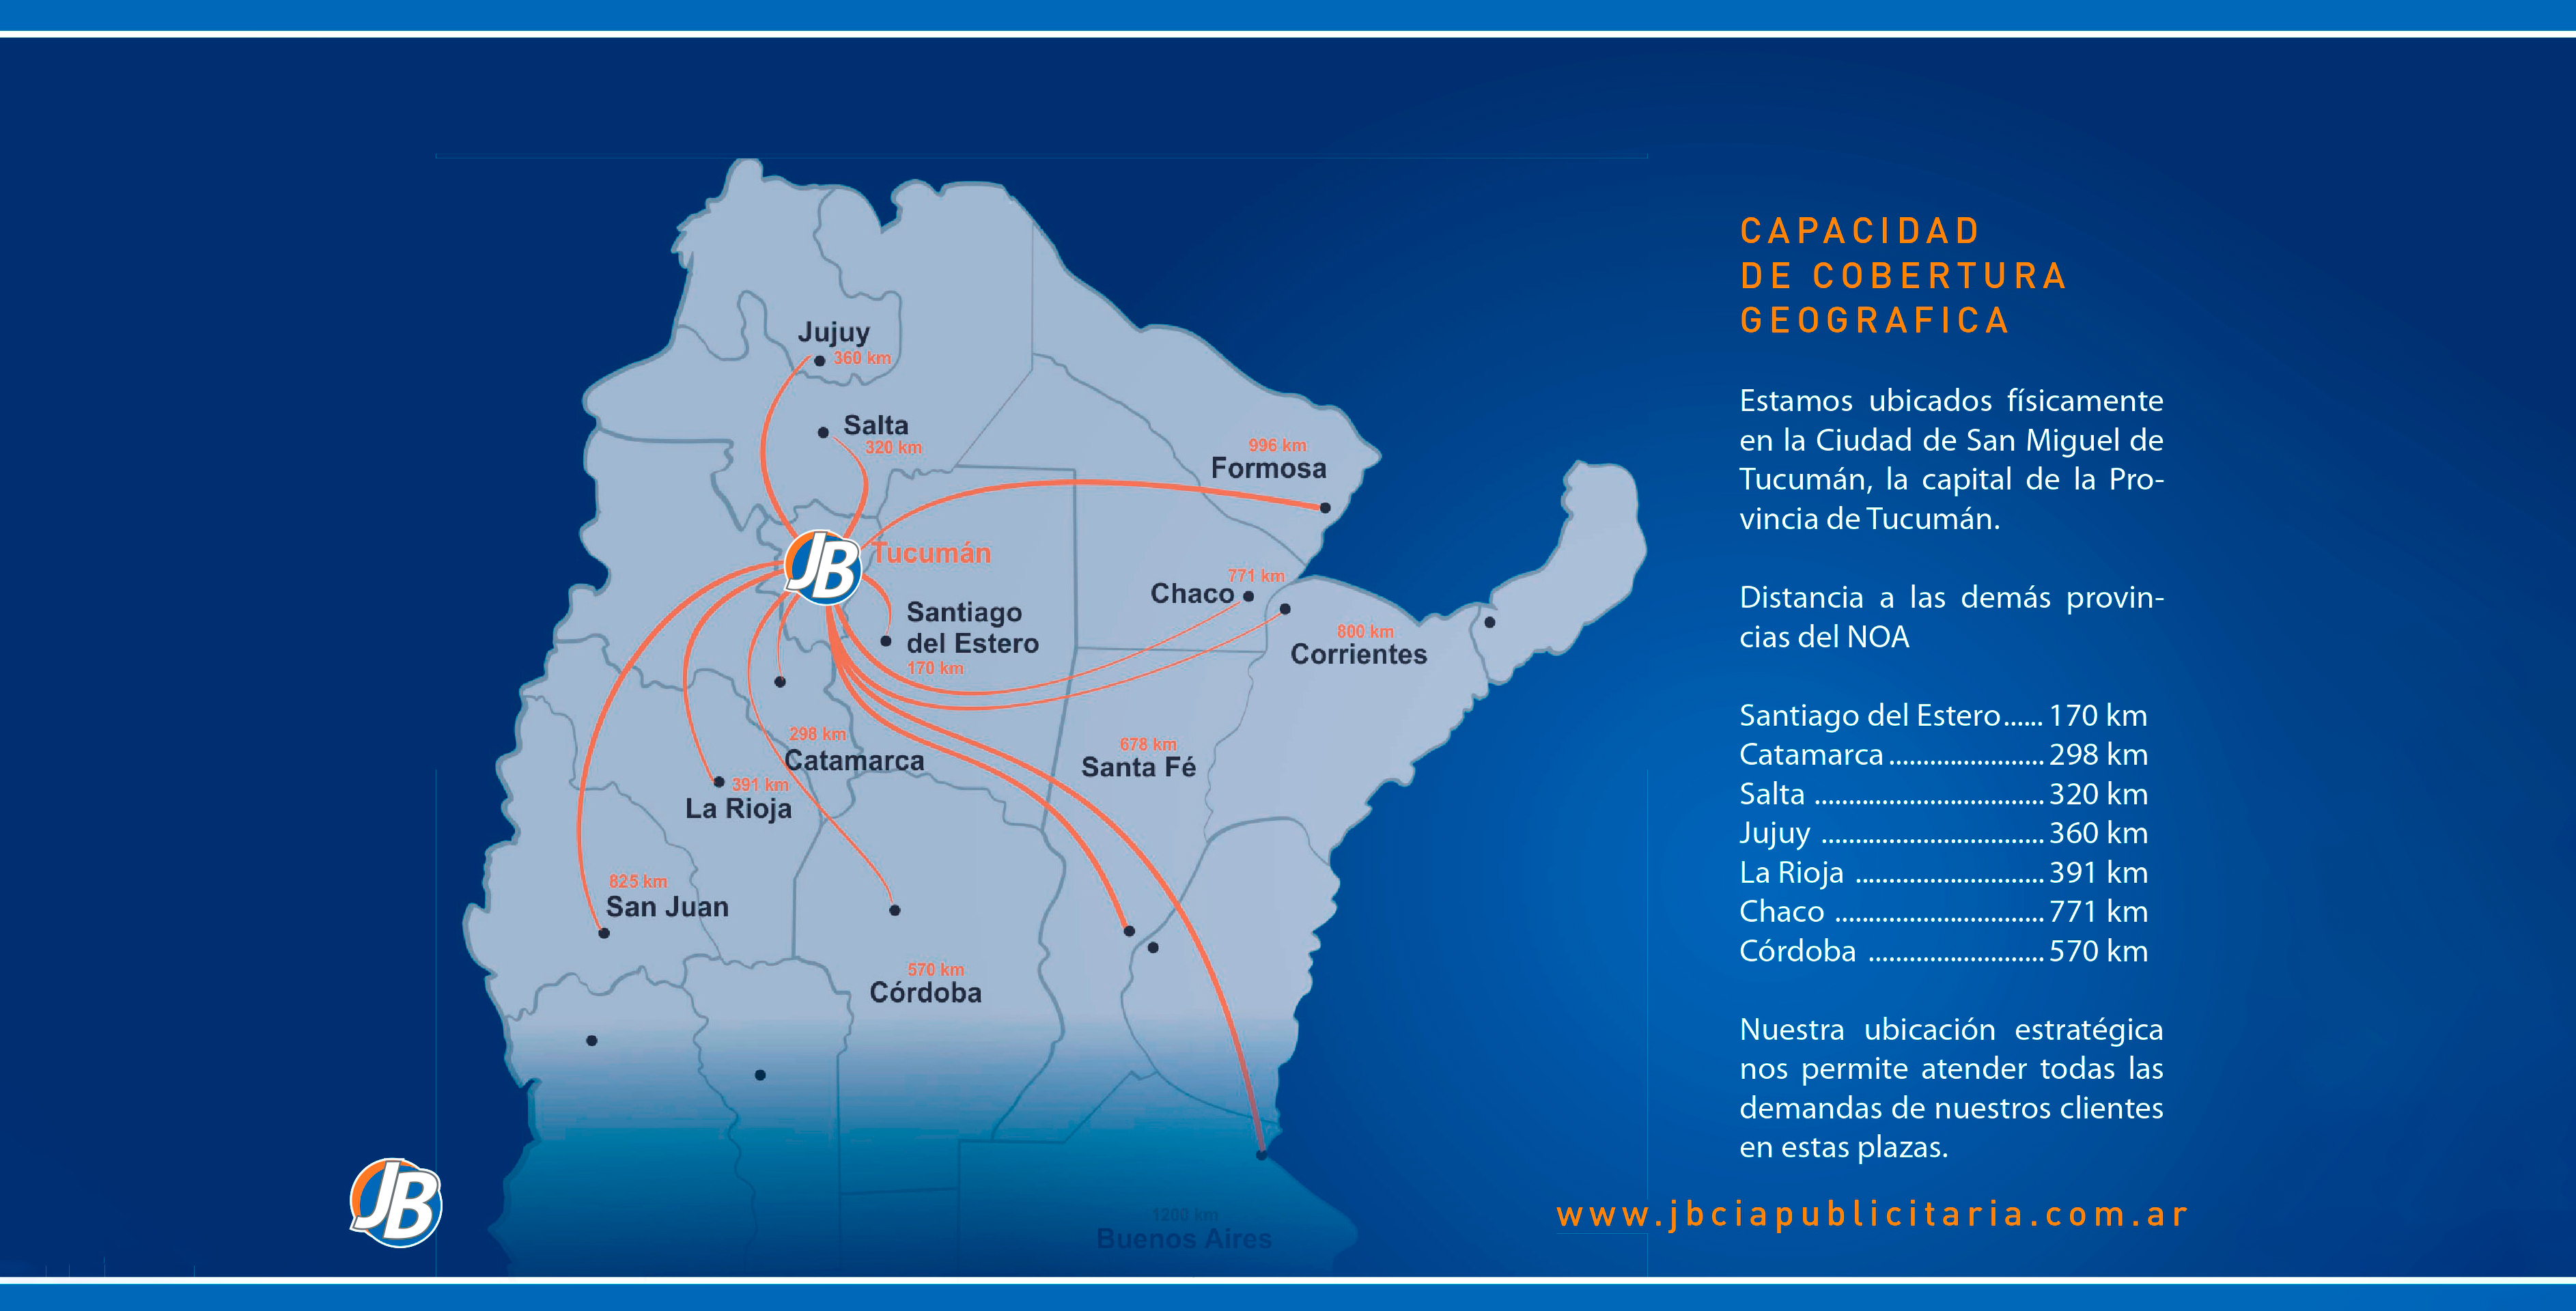 Jujuy
360 km
Salta
320 km
996 km
Formosa
JB
Tucumán
771 km
Chaco
Santiago
del Estero
170 km
800 km
Corrientes
298 km
Catamarca
678 km
Santa Fé
391 km
La Rioja
825 km
San Juan
570 km
Córdoba
1200 km
Buenos Aires
JB
CAPACIDAD
DE COBERTURA
GEOGRAFICA
Estamos ubicados físicamente
en la Ciudad de San Miguel de
Tucumán, la capital de la Pro-
vincia de Tucumán.
Distancia a las demás provin-
cias del NOA
Santiago del Estero...... 170 km
Catamarca ....................... 298 km
Salta .................................. 320 km
Jujuy ................................. 360 km
La Rioja ............................ 391 km
Chaco ............................... 771 km
Córdoba .......................... 570 km
Nuestra ubicación estratégica
nos permite atender todas las
demandas de nuestros clientes
en estas plazas.
www.jbciapublicitaria.com.ar